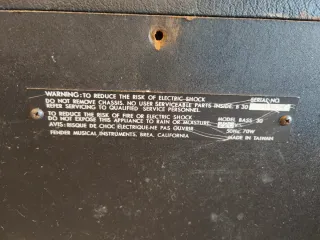 WARNING: TO REDUCE THE RISK OF ELECTRIC SHOCK SERIAL NO.
DO NOT REMOVE CHASSIS. NO USER SERVICEABLE PARTS INSIDE.
REFER SERVICING TO QUALIFIED SERVICE PERSONNEL.
TO REDUCE THE RISK OF FIRE OR ELECTRIC SHOCK MODEL BASS 30
DO NOT EXPOSE THIS APPLIANCE TO RAIN OR MOISTURE.
AVIS: RISQUE DE CHOC ELECTRIQUE-NE PAS OUVRIR 50Hz, 70W
FENDER MUSICAL INSTRUMENTS, BREA, CALIFORNIA MADE IN TAIWAN